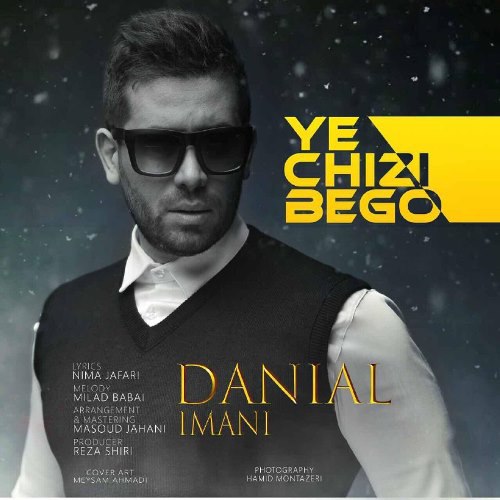 YE
CHIZI
BEGO
LYRICS
NIMA JAFARI
MELODY
MILAD BABAI
ARRANGEMENT
& MASTERING
MASOUD JAHANI
PRODUCER
REZA SHIRI
DANIAL
IMANI
COVER ART
MEYSAM AHMADI
PHOTOGRAPHY
HAMID MONTAZERI